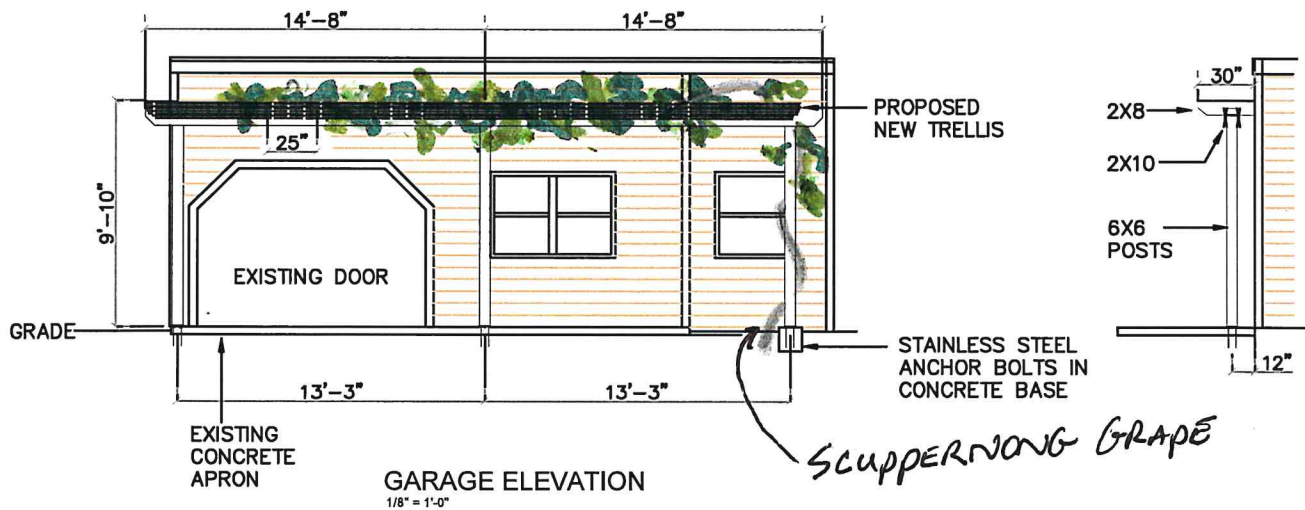 14'-8"
14'-8"
PROPOSED
NEW TRELLIS
25"
9'-10"
EXISTING DOOR
GRADE
STAINLESS STEEL
ANCHOR BOLTS IN
CONCRETE BASE
13'-3"
13'-3"
EXISTING
CONCRETE
APRON
SCUPPERNONG GRAPE
GARAGE ELEVATION
1/8" = 1'-0"
30"
2X8
2X10
6X6
POSTS
12"